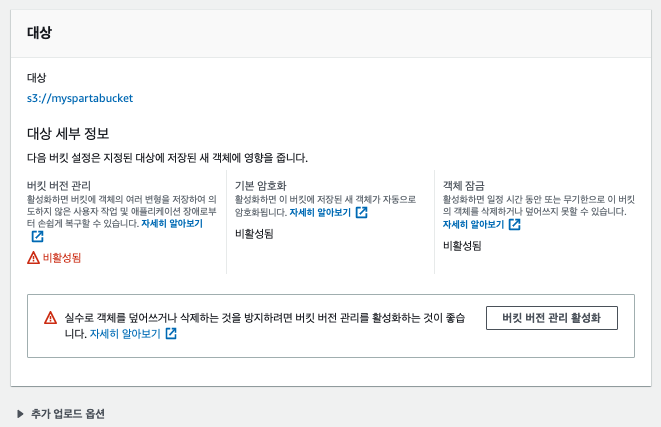 대상
대상
s3://myspartabucket
대상 세부 정보
다음 버킷 설정은 지정된 대상에 저장된 새 객체에 영향을 줍니다.
버킷 버전 관리
활성화하면 버킷에 객체의 여러 변형을 저장하여 의
도하지 않은 사용자 작업 및 애플리케이션 장애로부
터 손쉽게 복구할 수 있습니다. 자세히 알아보기
비활성됨
기본 암호화
활성화하면 이 버킷에 저장된 새 객체가 자동으로
암호화됩니다. 자세히 알아보기
비활성됨
객체 잠금
활성화하면 일정 시간 동안 또는 무기한으로 이 버킷
의 객체를 삭제하거나 덮어쓰지 못할 수 있습니다.
자세히 알아보기
비활성됨
실수로 객체를 덮어쓰거나 삭제하는 것을 방지하려면 버킷 버전 관리를 활성화하는 것이 좋습
니다. 자세히 알아보기
버킷 버전 관리 활성화
추가 업로드 옵션